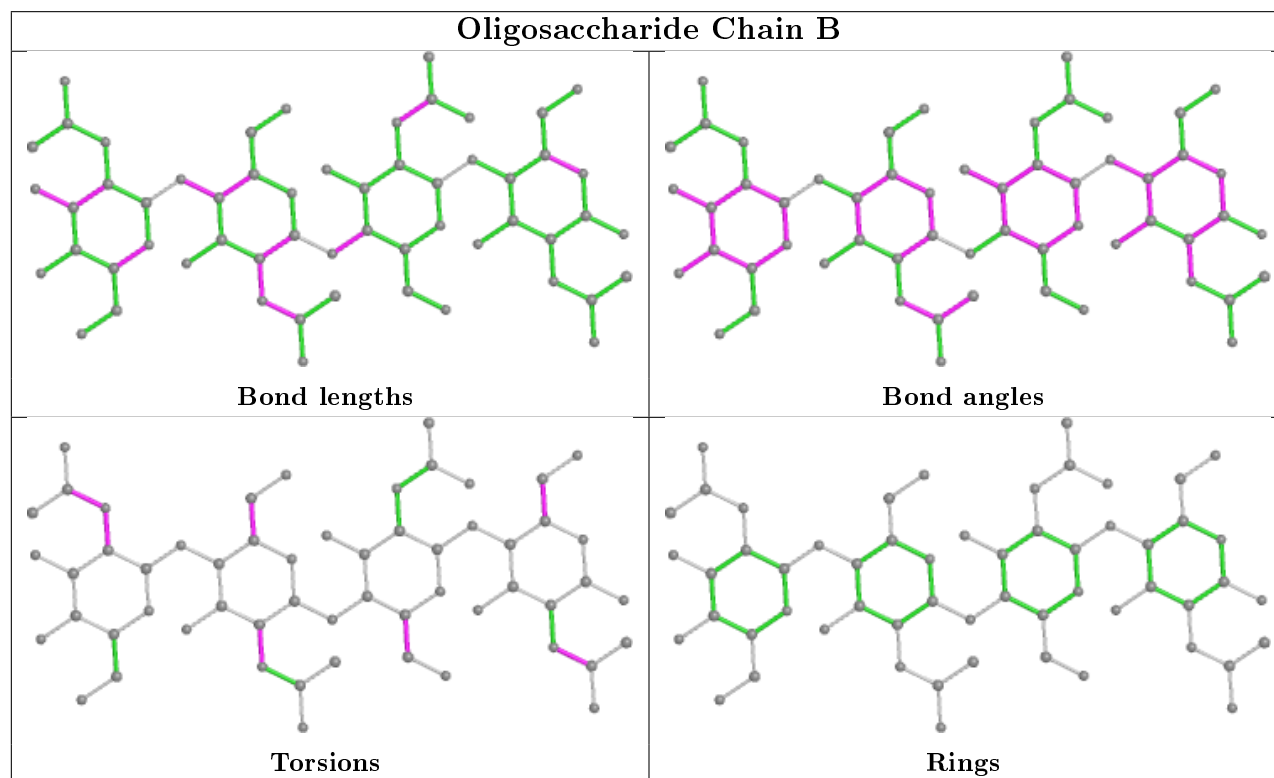 Oligosaccharide Chain B
Bond lengths
Bond angles
Torsions
Rings